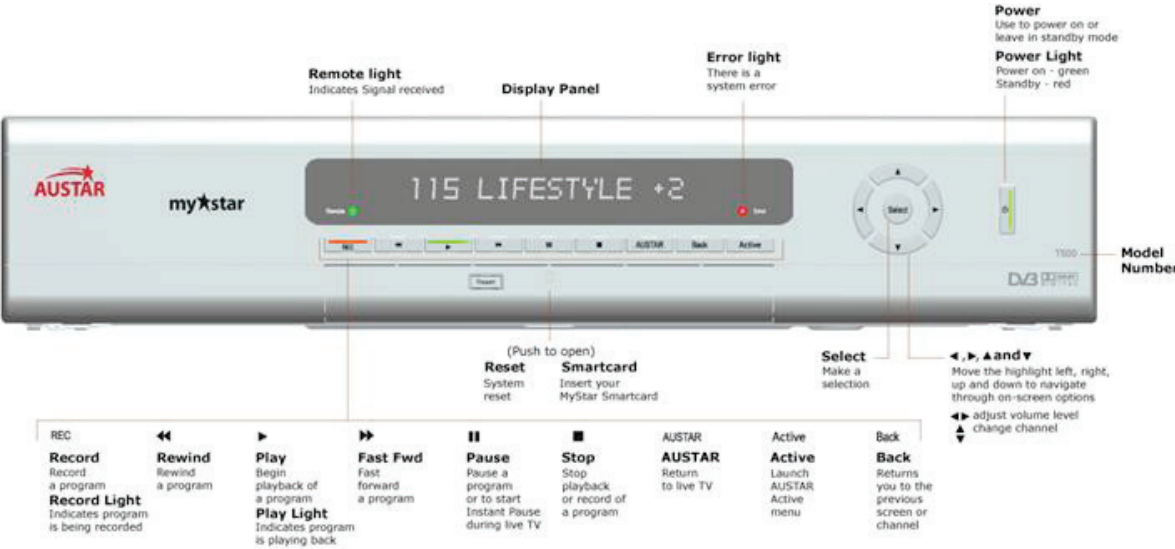 Power
Use to power on or
leave in standby mode
Power Light
Power on - green
Standby - red
Remote light
Indicates Signal received
Display Panel
Error light
There is a
system error
AUSTAR
my★star
115 LIFESTYLE +2
Remote
Error
REC
AUSTAR
Back
Active
Reset
Select
T500
DVB
Model
Number
(Push to open)
Reset
System
reset
Smartcard
Insert your
MyStar Smartcard
Select
Make a
selection
◄ ,►, ▲and▼
Move the highlight left, right,
up and down to navigate
through on-screen options
◄► adjust volume level
▲▼ change channel
REC
Record
Record
a program
Record Light
Indicates program
is being recorded
◄◄
Rewind
Rewind
a program
►
Play
Begin
playback of
a program
Play Light
Indicates program
is playing back
►►
Fast Fwd
Fast
forward
a program
Pause
Pause a
program
or to start
Instant Pause
during live TV
■
Stop
Stop
playback
or record of
a program
AUSTAR
AUSTAR
Return
to live TV
Active
Active
Launch
AUSTAR
Active
menu
Back
Back
Returns
you to the
previous
screen or
channel